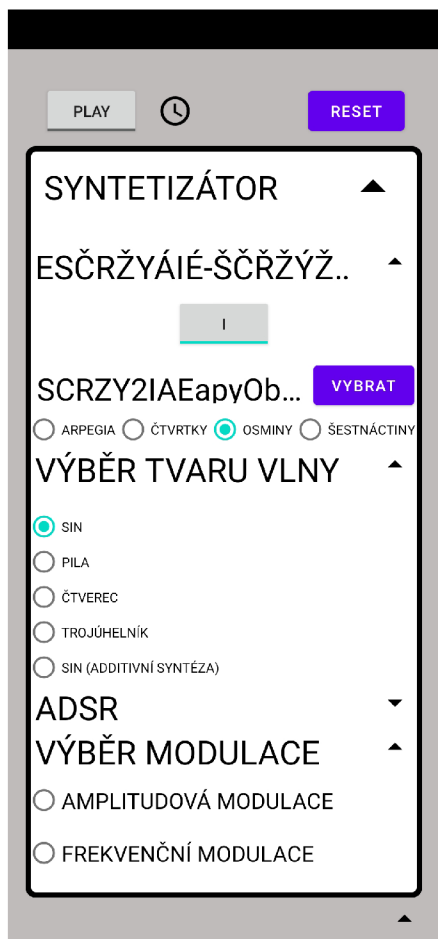 PLAY RESET
SYNTETIZÁTOR
ESČRŽYÁIÉ-ŠČŘŽÝŽ..
I
SCRZY2IAEapyOb... VYBRAT
ARPEGIA ČTVRTKY OSMINY ŠESTNÁCTINY
VÝBĚR TVARU VLNY
SIN
PILA
ČTVEREC
TROJÚHELNÍK
SIN (ADDITIVNÍ SYNTÉZA)
ADSR
VÝBĚR MODULACE
AMPLITUDOVÁ MODULACE
FREKVENČNÍ MODULACE